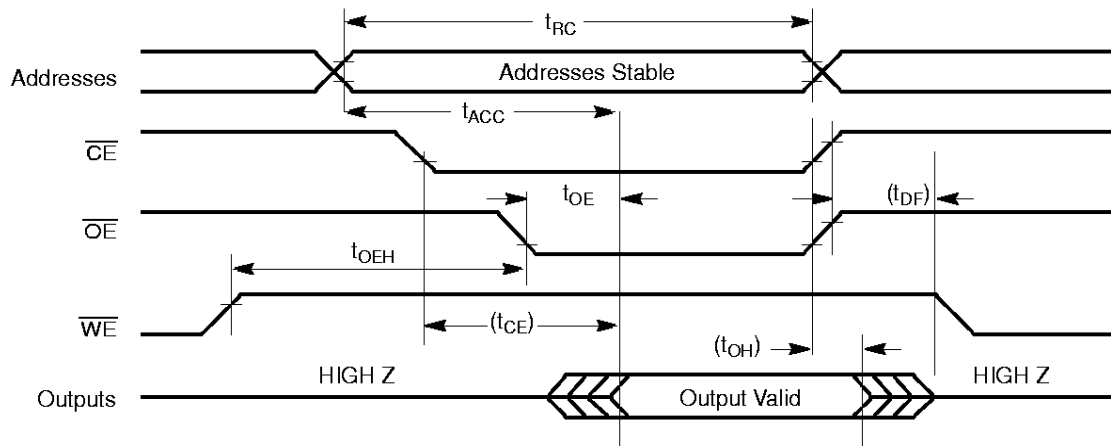 tRC
Addresses
Addresses Stable
tACC
CE
tOE
(tDF)
OE
tOEH
WE
(tCE)
(tOH)
HIGH Z
HIGH Z
Outputs
Output Valid